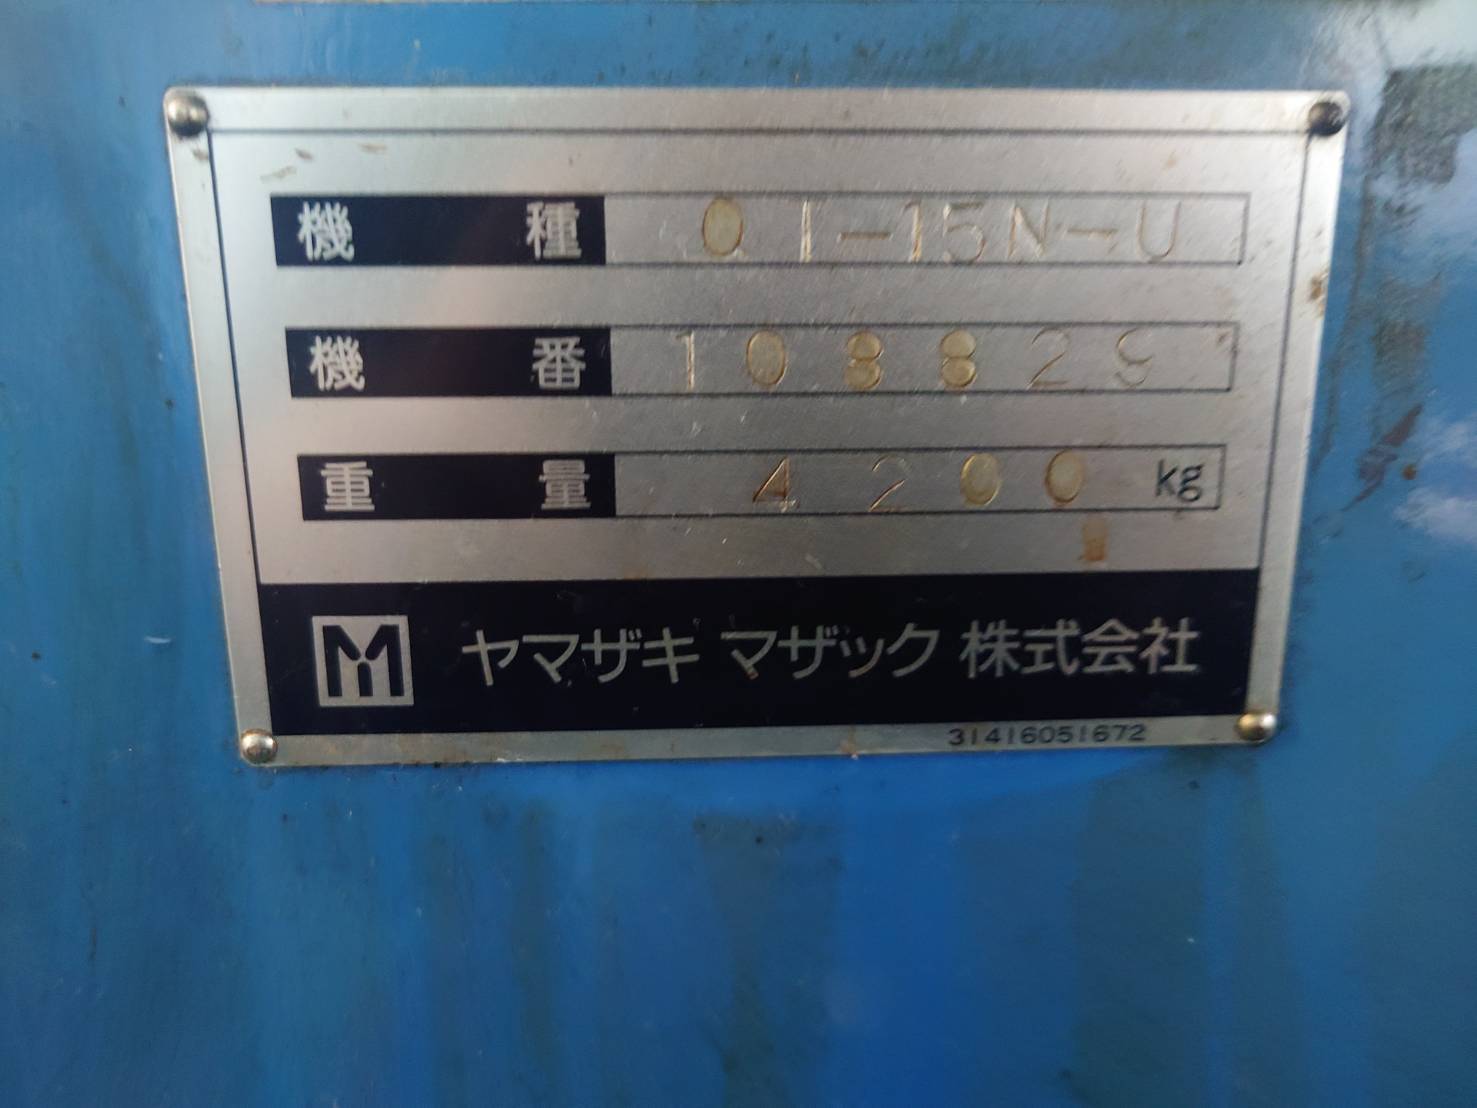 機種 QT-15N-U
機番 108829
重量 4200 kg
M ヤマザキ マザック 株式会社
31416051672